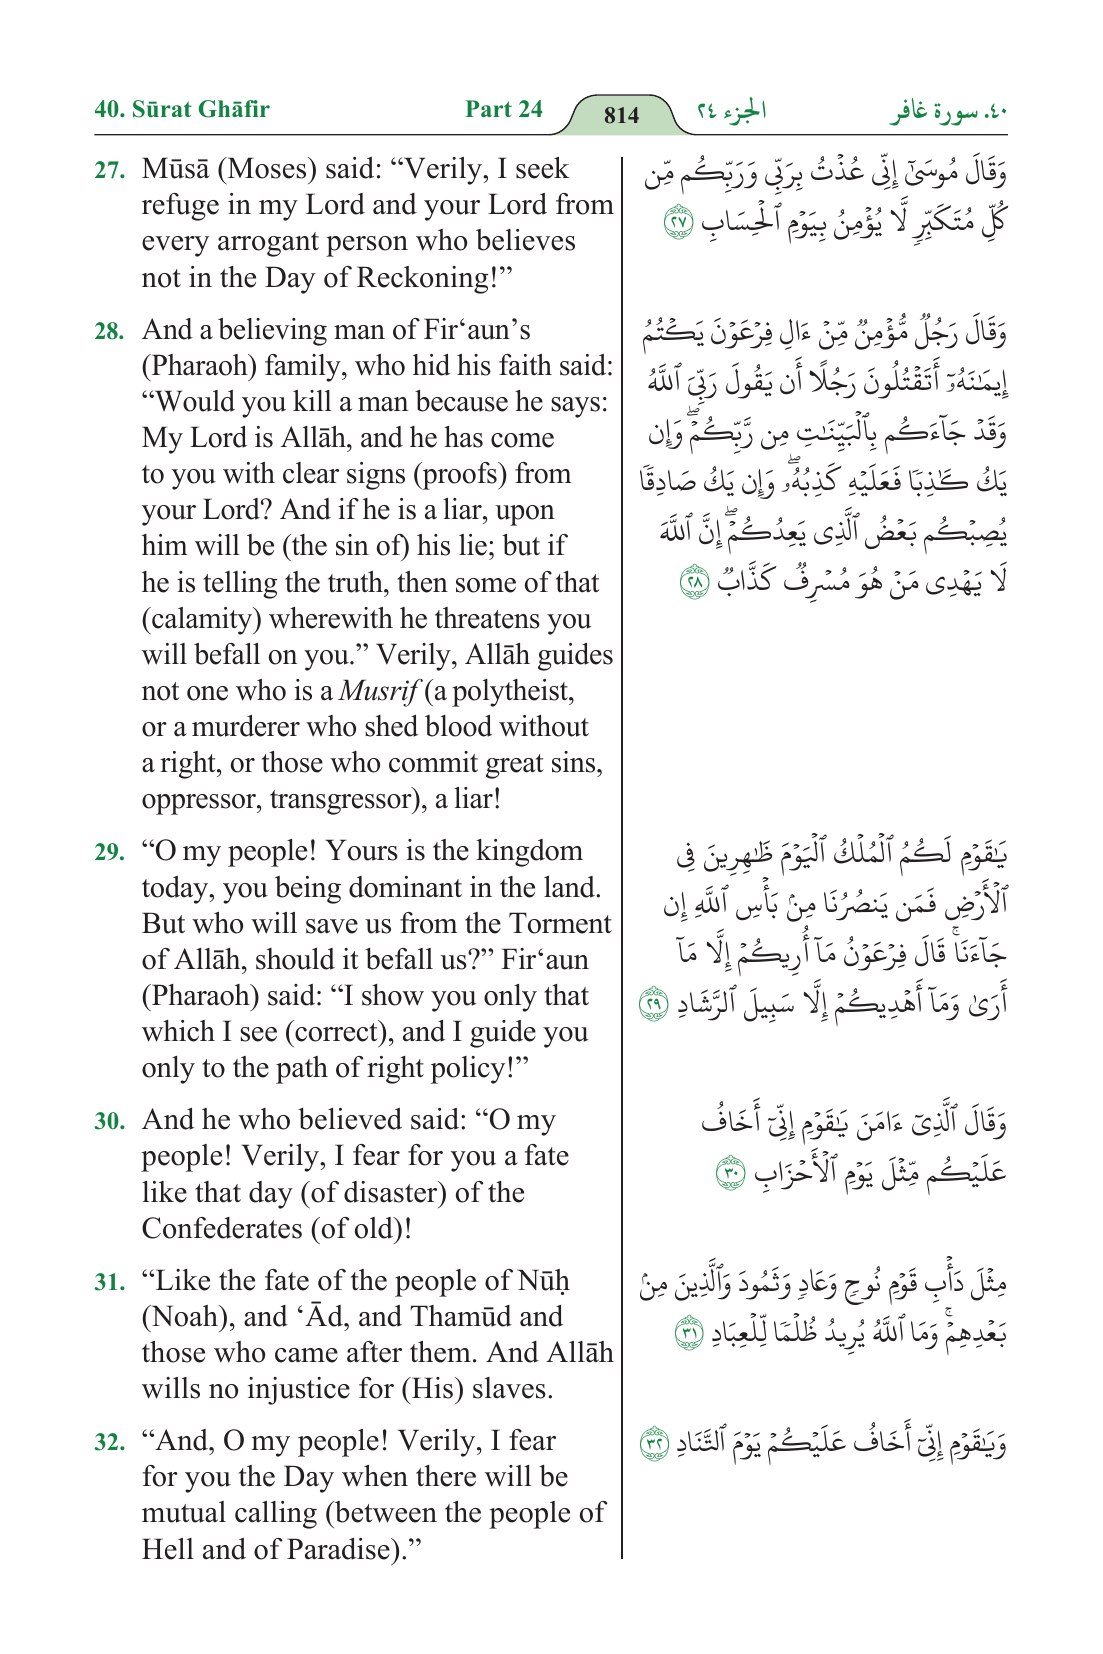 40. Sūrat Ghāfir
Part 24
814
الجزء ٢٤
٤٠. سورة غافر
27. Mūsā (Moses) said: “Verily, I seek
refuge in my Lord and your Lord from
every arrogant person who believes
not in the Day of Reckoning!”
28. And a believing man of Fir‘aun’s
(Pharaoh) family, who hid his faith said:
“Would you kill a man because he says:
My Lord is Allāh, and he has come
to you with clear signs (proofs) from
your Lord? And if he is a liar, upon
him will be (the sin of) his lie; but if
he is telling the truth, then some of that
(calamity) wherewith he threatens you
will befall on you.” Verily, Allāh guides
not one who is a Musrif (a polytheist,
or a murderer who shed blood without
a right, or those who commit great sins,
oppressor, transgressor), a liar!
29. “O my people! Yours is the kingdom
today, you being dominant in the land.
But who will save us from the Torment
of Allāh, should it befall us?” Fir‘aun
(Pharaoh) said: “I show you only that
which I see (correct), and I guide you
only to the path of right policy!”
30. And he who believed said: “O my
people! Verily, I fear for you a fate
like that day (of disaster) of the
Confederates (of old)!
31. “Like the fate of the people of Nūḥ
(Noah), and ‘Ād, and Thamūd and
those who came after them. And Allāh
wills no injustice for (His) slaves.
32. “And, O my people! Verily, I fear
for you the Day when there will be
mutual calling (between the people of
Hell and of Paradise).”
وَقَالَ مُوسَىٰٓ إِنِّى عُذْتُ بِرَبِّى وَرَبِّكُم مِّن
كُلِّ مُتَكَبِّرٍ لَّا يُؤْمِنُ بِيَوْمِ ٱلْحِسَابِ ٢٧
وَقَالَ رَجُلٌ مُّؤْمِنٌ مِّنْ ءَالِ فِرْعَوْنَ يَكْتُمُ
إِيمَـٰنَهُۥٓ أَتَقْتُلُونَ رَجُلًا أَن يَقُولَ رَبِّىَ ٱللَّهُ
وَقَدْ جَآءَكُم بِٱلْبَيِّنَـٰتِ مِن رَّبِّكُمْ ۖ وَإِن
يَكُ كَـٰذِبًا فَعَلَيْهِ كَذِبُهُۥ ۖ وَإِن يَكُ صَادِقًا
يُصِبْكُم بَعْضُ ٱلَّذِى يَعِدُكُمْ ۖ إِنَّ ٱللَّهَ
لَا يَهْدِى مَنْ هُوَ مُسْرِفٌ كَذَّابٌ ٢٨
يَـٰقَوْمِ لَكُمُ ٱلْمُلْكُ ٱلْيَوْمَ ظَـٰهِرِينَ فِى
ٱلْأَرْضِ فَمَن يَنصُرُنَا مِنۢ بَأْسِ ٱللَّهِ إِن
جَآءَنَا ۚ قَالَ فِرْعَوْنُ مَآ أُرِيكُمْ إِلَّا مَآ
أَرَىٰ وَمَآ أَهْدِيكُمْ إِلَّا سَبِيلَ ٱلرَّشَادِ ٢٩
وَقَالَ ٱلَّذِىٓ ءَامَنَ يَـٰقَوْمِ إِنِّىٓ أَخَافُ
عَلَيْكُم مِّثْلَ يَوْمِ ٱلْأَحْزَابِ ٣٠
مِثْلَ دَأْبِ قَوْمِ نُوحٍ وَعَادٍ وَثَمُودَ وَٱلَّذِينَ مِنۢ
بَعْدِهِمْ ۚ وَمَا ٱللَّهُ يُرِيدُ ظُلْمًا لِّلْعِبَادِ ٣١
وَيَـٰقَوْمِ إِنِّىٓ أَخَافُ عَلَيْكُمْ يَوْمَ ٱلتَّنَادِ ٣٢